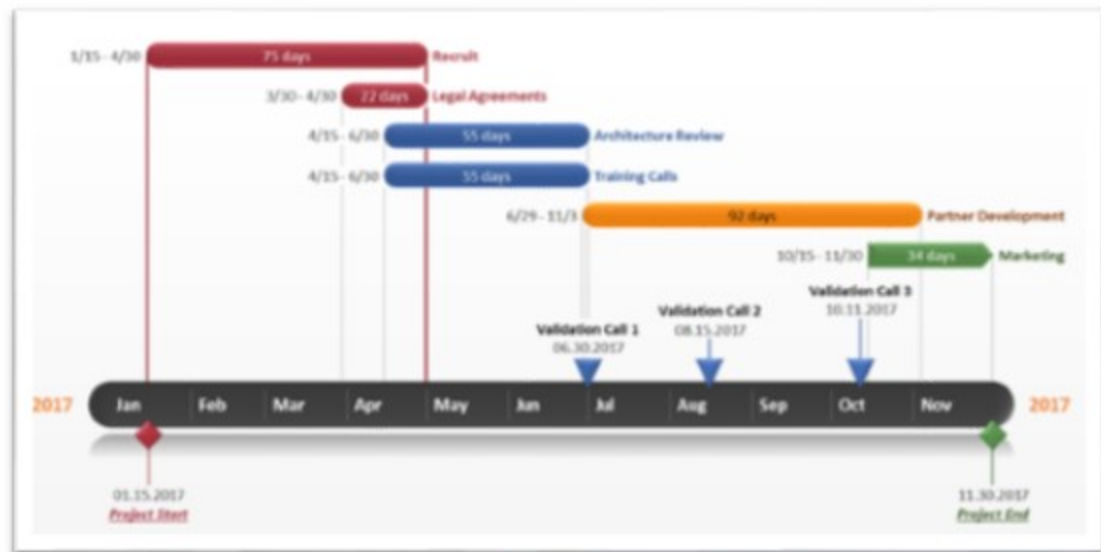 1/15 - 4/30 75 days Recruit
3/30 - 4/30 22 days Legal Agreements
4/15 - 6/30 55 days Architecture Review
4/15 - 6/30 55 days Training Calls
6/29 - 11/3 92 days Partner Development
10/15 - 11/30 34 days Marketing
Validation Call 3
10.11.2017
Validation Call 2
08.15.2017
Validation Call 1
06.30.2017
2017 Jan Feb Mar Apr May Jun Jul Aug Sep Oct Nov 2017
01.15.2017
Project Start
11.30.2017
Project End